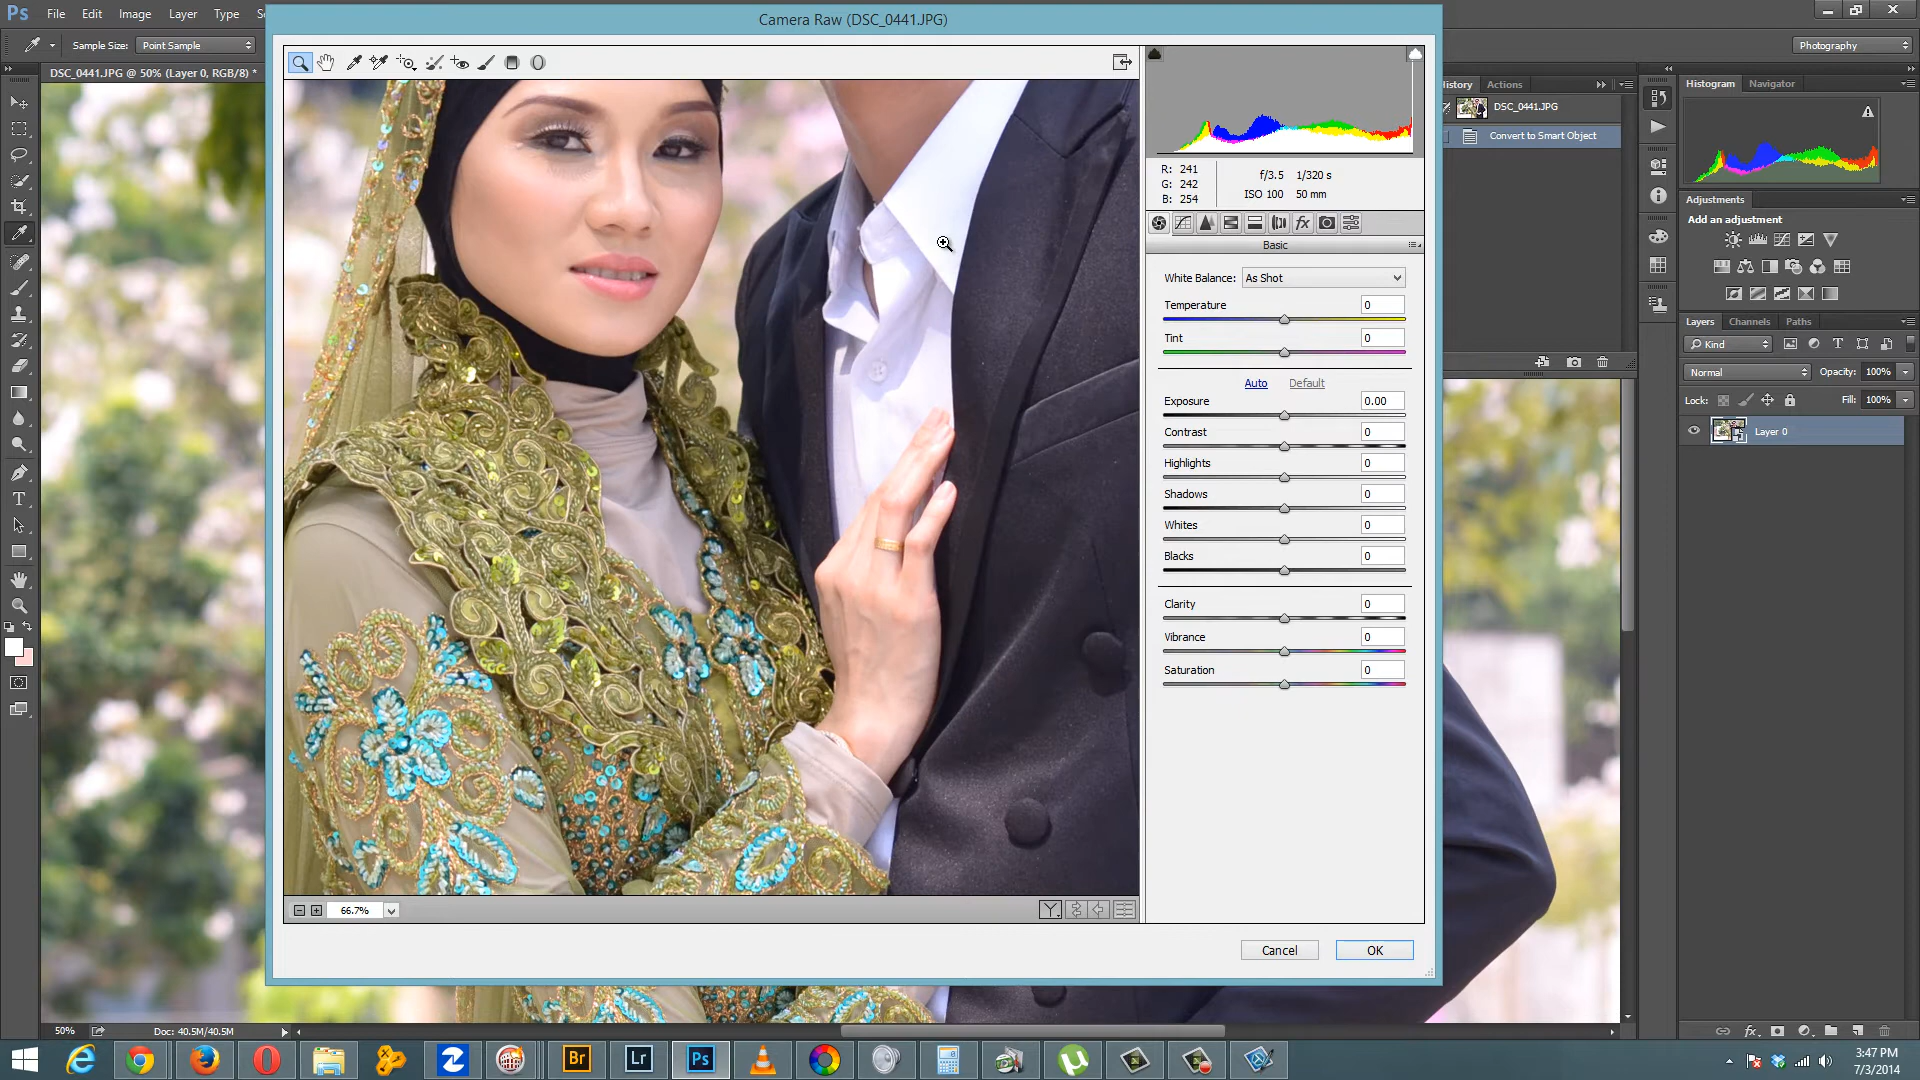 Ps File Edit Image Layer Type
Camera Raw (DSC_0441.JPG)
Sample Size: Point Sample
Photography
DSC_0441.JPG @ 50% (Layer 0, RGB/8) *
History Actions
DSC_0441.JPG
Convert to Smart Object
Histogram Navigator
R: 241
G: 242
B: 254
f/3.5 1/320 s
ISO 100 50 mm
Basic
White Balance: As Shot
Temperature 0
Tint 0
Auto Default
Exposure 0.00
Contrast 0
Highlights 0
Shadows 0
Whites 0
Blacks 0
Clarity 0
Vibrance 0
Saturation 0
Adjustments
Add an adjustment
Layers Channels Paths
Kind
Normal Opacity: 100%
Lock: Fill: 100%
Layer 0
66.7%
Cancel OK
50% Doc: 40.5M/40.5M
Br Lr Ps
3:47 PM
7/3/2014